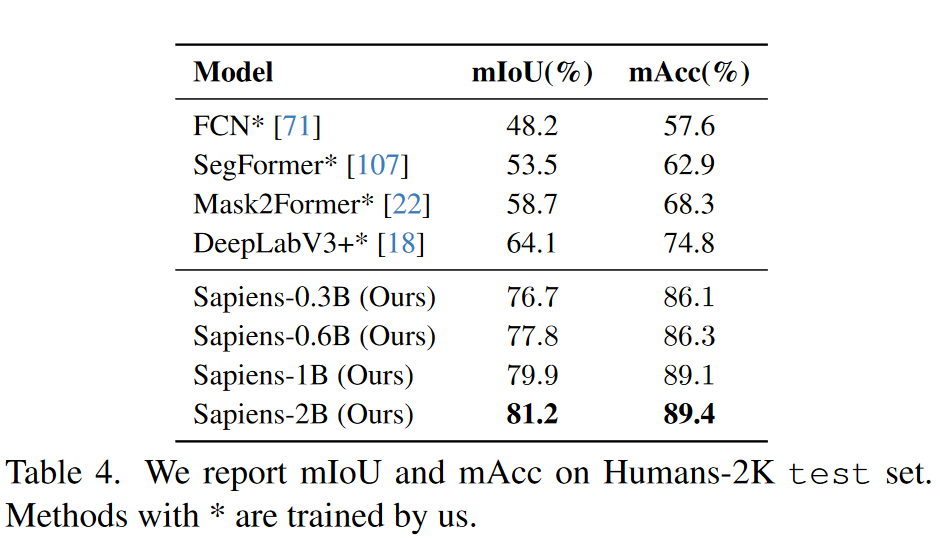 Model mIoU(%) mAcc(%)
FCN* [71] 48.2 57.6
SegFormer* [107] 53.5 62.9
Mask2Former* [22] 58.7 68.3
DeepLabV3+* [18] 64.1 74.8
Sapiens-0.3B (Ours) 76.7 86.1
Sapiens-0.6B (Ours) 77.8 86.3
Sapiens-1B (Ours) 79.9 89.1
Sapiens-2B (Ours) 81.2 89.4
Table 4. We report mIoU and mAcc on Humans-2K test set.
Methods with * are trained by us.